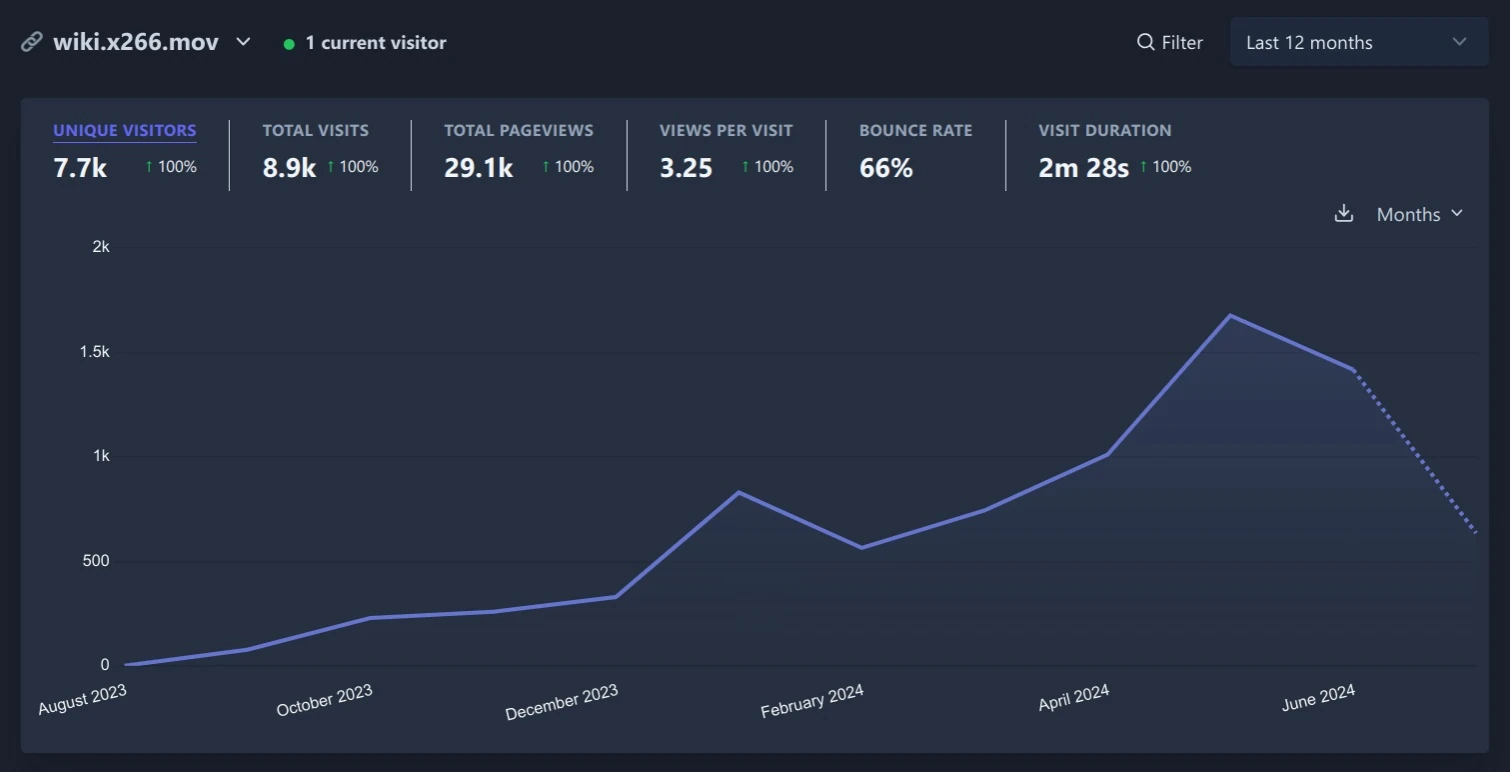 wiki.x266.mov
1 current visitor
Filter
Last 12 months
UNIQUE VISITORS
7.7k ↑ 100%
TOTAL VISITS
8.9k ↑ 100%
TOTAL PAGEVIEWS
29.1k ↑ 100%
VIEWS PER VISIT
3.25 ↑ 100%
BOUNCE RATE
66%
VISIT DURATION
2m 28s ↑ 100%
Months
2k
1.5k
1k
500
0
August 2023
October 2023
December 2023
February 2024
April 2024
June 2024